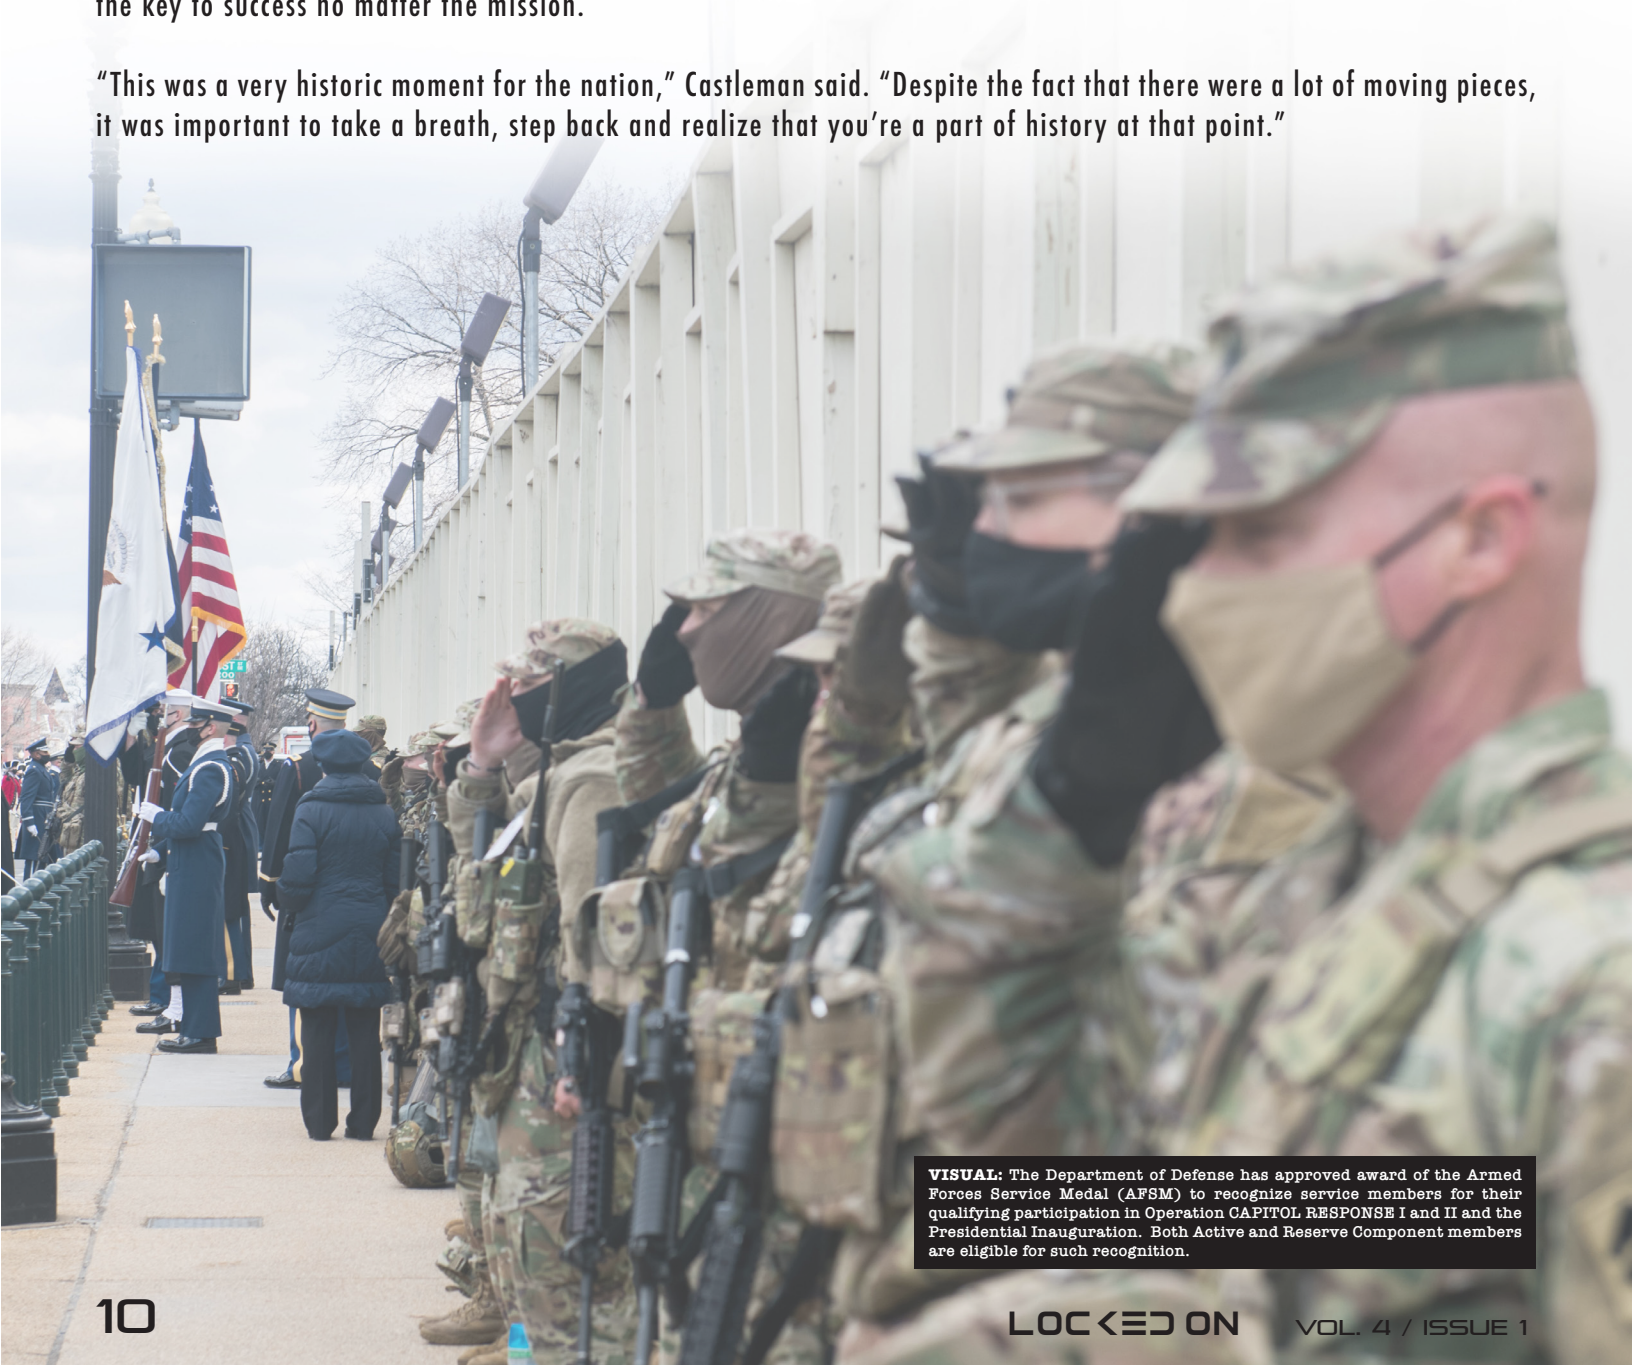 the key to success no matter the mission.
“This was a very historic moment for the nation,” Castleman said. “Despite the fact that there were a lot of moving pieces,
it was important to take a breath, step back and realize that you’re a part of history at that point.”
ST
VISUAL: The Department of Defense has approved award of the Armed
Forces Service Medal (AFSM) to recognize service members for their
qualifying participation in Operation CAPITOL RESPONSE I and II and the
Presidential Inauguration. Both Active and Reserve Component members
are eligible for such recognition.
10
LOCKED ON VOL. 4 / ISSUE 1